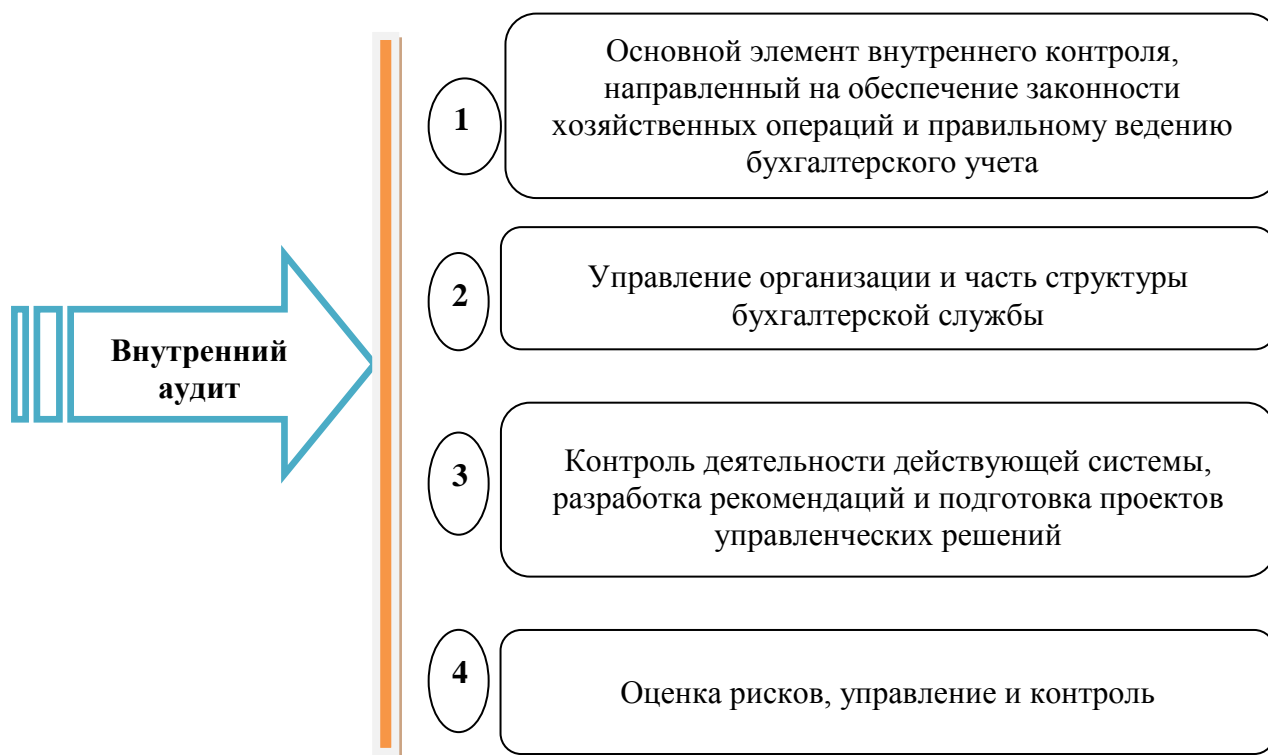 Внутренний
аудит
1
Основной элемент внутреннего контроля,
направленный на обеспечение законности
хозяйственных операций и правильному ведению
бухгалтерского учета
2
Управление организации и часть структуры
бухгалтерской службы
3
Контроль деятельности действующей системы,
разработка рекомендаций и подготовка проектов
управленческих решений
4
Оценка рисков, управление и контроль